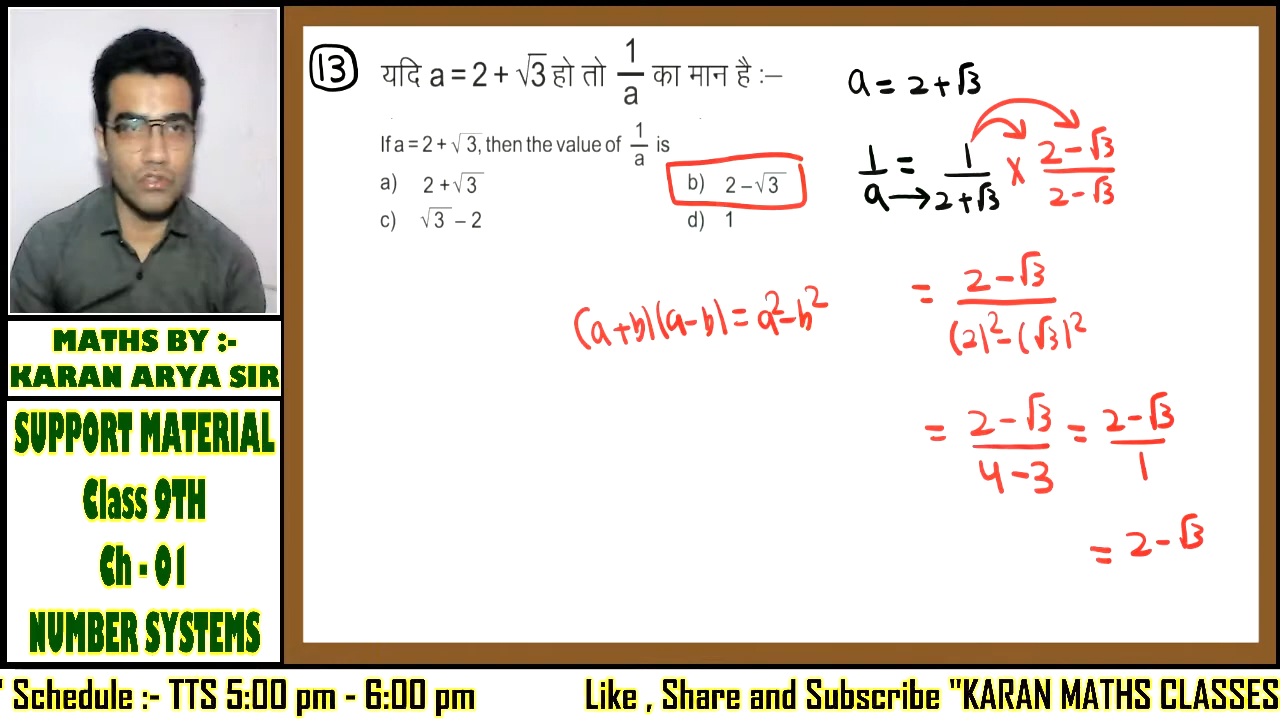 13 यदि a = 2 + √3 हो तो 1/a का मान है :–
If a = 2 + √3, then the value of 1/a is
a) 2 + √3
b) 2 – √3
c) √3 – 2
d) 1
a = 2 + √3
1/a → = 1/(2 + √3) × (2 – √3)/(2 – √3)
= (2 – √3)/((2)² – (√3)²)
(a + b)(a – b) = a² – b²
= (2 – √3)/(4 – 3) = (2 – √3)/1
= 2 – √3
MATHS BY :-
KARAN ARYA SIR
SUPPORT MATERIAL
Class 9TH
Ch - 01
NUMBER SYSTEMS
" Schedule :- TTS 5:00 pm - 6:00 pm Like , Share and Subscribe "KARAN MATHS CLASSES